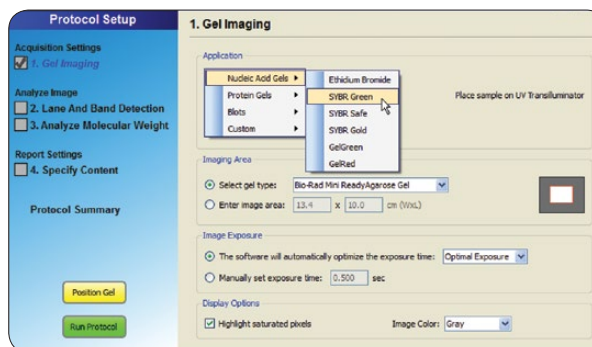 Protocol Setup
Acquisition Settings
1. Gel Imaging
Analyze Image
2. Lane And Band Detection
3. Analyze Molecular Weight
Report Settings
4. Specify Content
Protocol Summary
Position Gel
Run Protocol
1. Gel Imaging
Application
Nucleic Acid Gels
Protein Gels
Blots
Custom
Ethidium Bromide
SYBR Green
SYBR Safe
SYBR Gold
GelGreen
GelRed
Place sample on UV Transilluminator
Imaging Area
Select gel type: Bio-Rad Mini ReadyAgarose Gel
Enter image area: 13.4 x 10.0 cm (WxL)
Image Exposure
The software will automatically optimize the exposure time: Optimal Exposure
Manually set exposure time: 0.500 sec
Display Options
Highlight saturated pixels Image Color: Gray